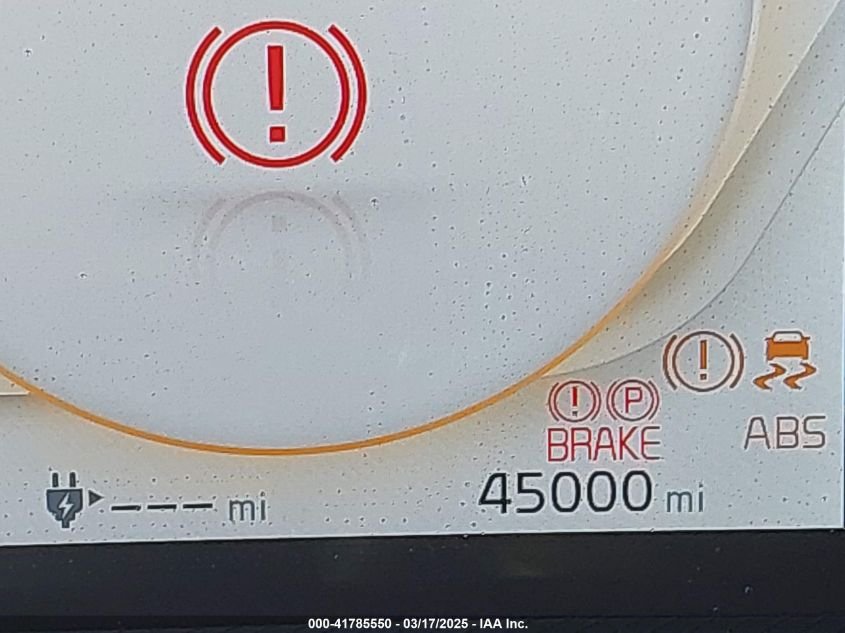 !
! P !
BRAKE ABS
--- mi 45000 mi
000-41785550 - 03/17/2025 - IAA Inc.